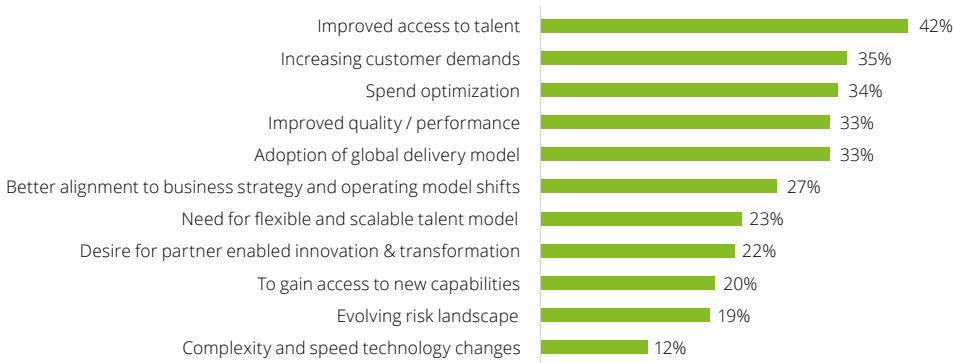 Improved access to talent 42%
Increasing customer demands 35%
Spend optimization 34%
Improved quality / performance 33%
Adoption of global delivery model 33%
Better alignment to business strategy and operating model shifts 27%
Need for flexible and scalable talent model 23%
Desire for partner enabled innovation & transformation 22%
To gain access to new capabilities 20%
Evolving risk landscape 19%
Complexity and speed technology changes 12%